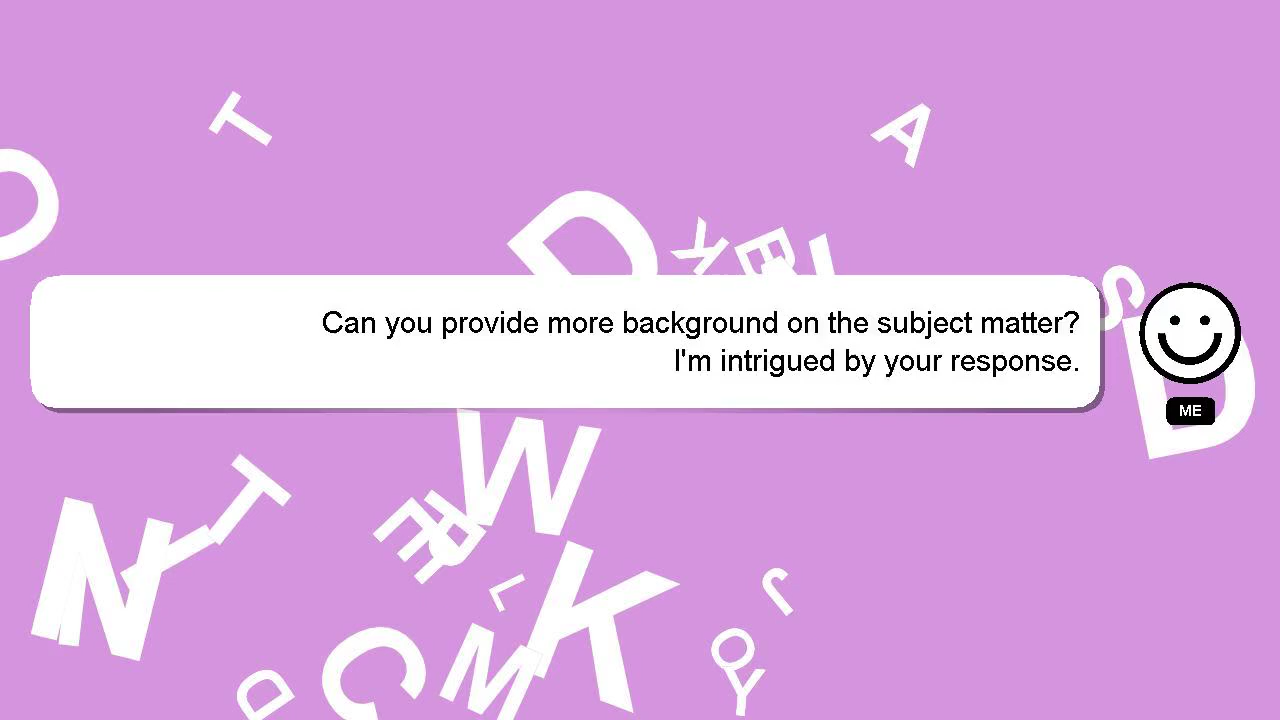 T
A
O
D
K
B
E
S
Can you provide more background on the subject matter?
I'm intrigued by your response.
D
ME
W
T
N
E
R
L
K
J
M
C
O
Y
D